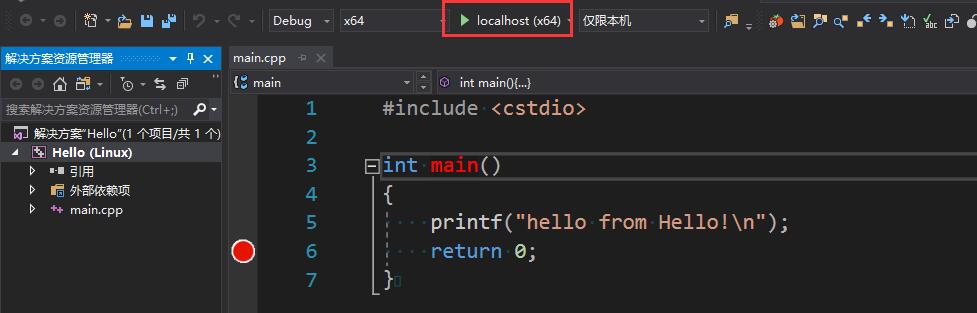 Debug x64 localhost (x64) 仅限本机
解决方案资源管理器
搜索解决方案资源管理器(Ctrl+;)
解决方案"Hello"(1 个项目/共 1 个)
Hello (Linux)
引用
外部依赖项
main.cpp
main.cpp
main int main(){...}
1 #include <cstdio>
2
3 int main()
4 {
5 printf("hello from Hello!\n");
6 return 0;
7 }